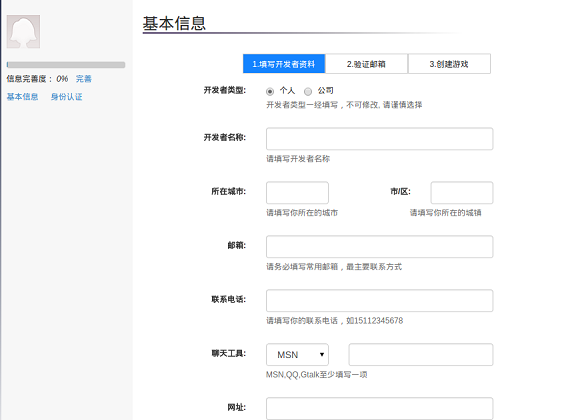 基本信息
信息完善度：0% 完善
基本信息 身份认证
1.填写开发者资料 2.验证邮箱 3.创建游戏
开发者类型: 个人 公司
开发者类型一经填写，不可修改, 请谨慎选择
开发者名称:
请填写开发者名称
所在城市: 市/区:
请填写你所在的城市 请填写你所在的城镇
邮箱:
请务必填写常用邮箱，最主要联系方式
联系电话:
请填写你的联系电话，如15112345678
聊天工具: MSN
MSN,QQ,Gtalk至少填写一项
网址: